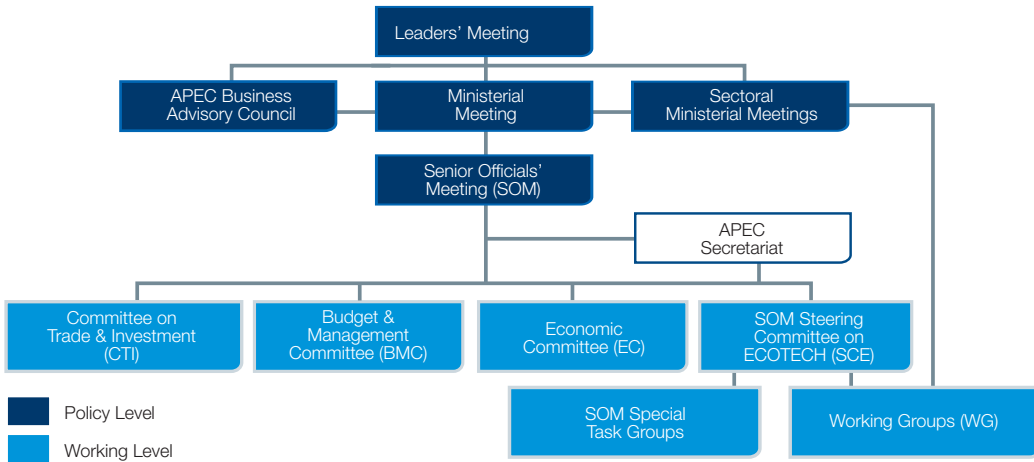 Leaders' Meeting
APEC Business
Advisory Council
Ministerial
Meeting
Sectoral
Ministerial Meetings
Senior Officials'
Meeting (SOM)
APEC
Secretariat
Committee on
Trade & Investment
(CTI)
Budget &
Management
Committee (BMC)
Economic
Committee (EC)
SOM Steering
Committee on
ECOTECH (SCE)
SOM Special
Task Groups
Working Groups (WG)
Policy Level
Working Level